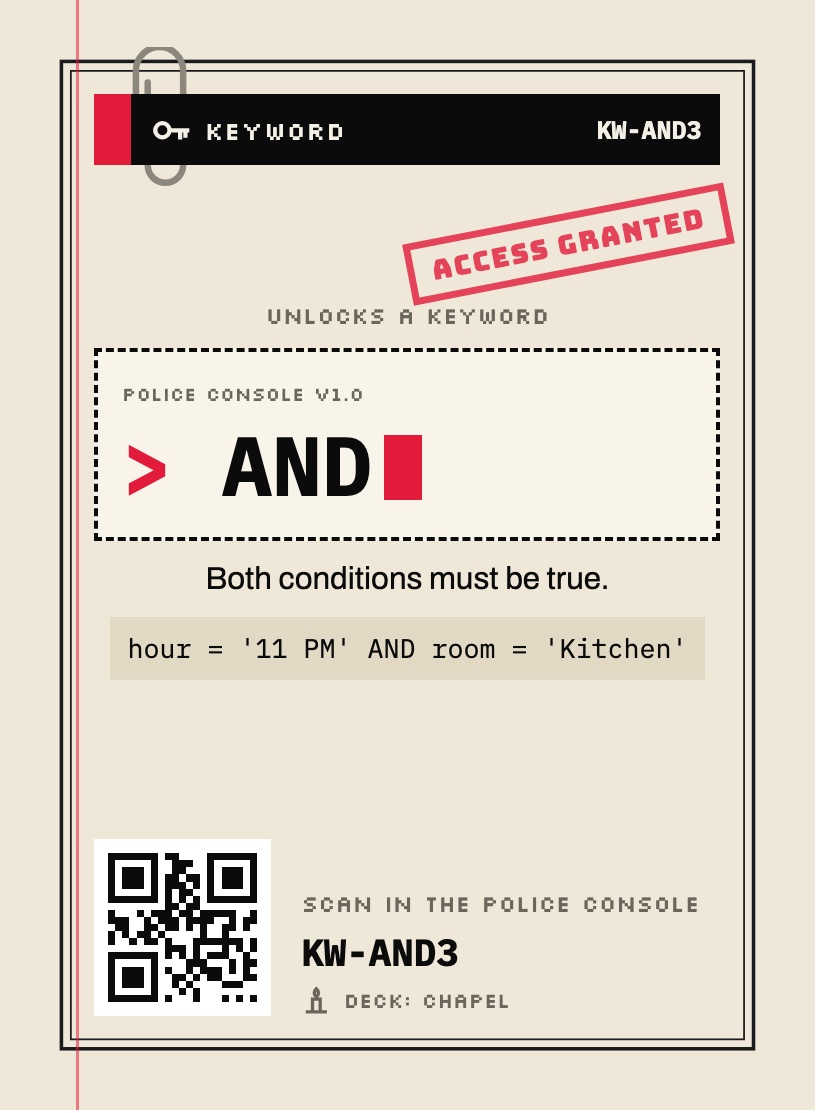 KEYWORD KW-AND3
ACCESS GRANTED
UNLOCKS A KEYWORD
POLICE CONSOLE V1.0
> AND
Both conditions must be true.
hour = '11 PM' AND room = 'Kitchen'
SCAN IN THE POLICE CONSOLE
KW-AND3
DECK: CHAPEL